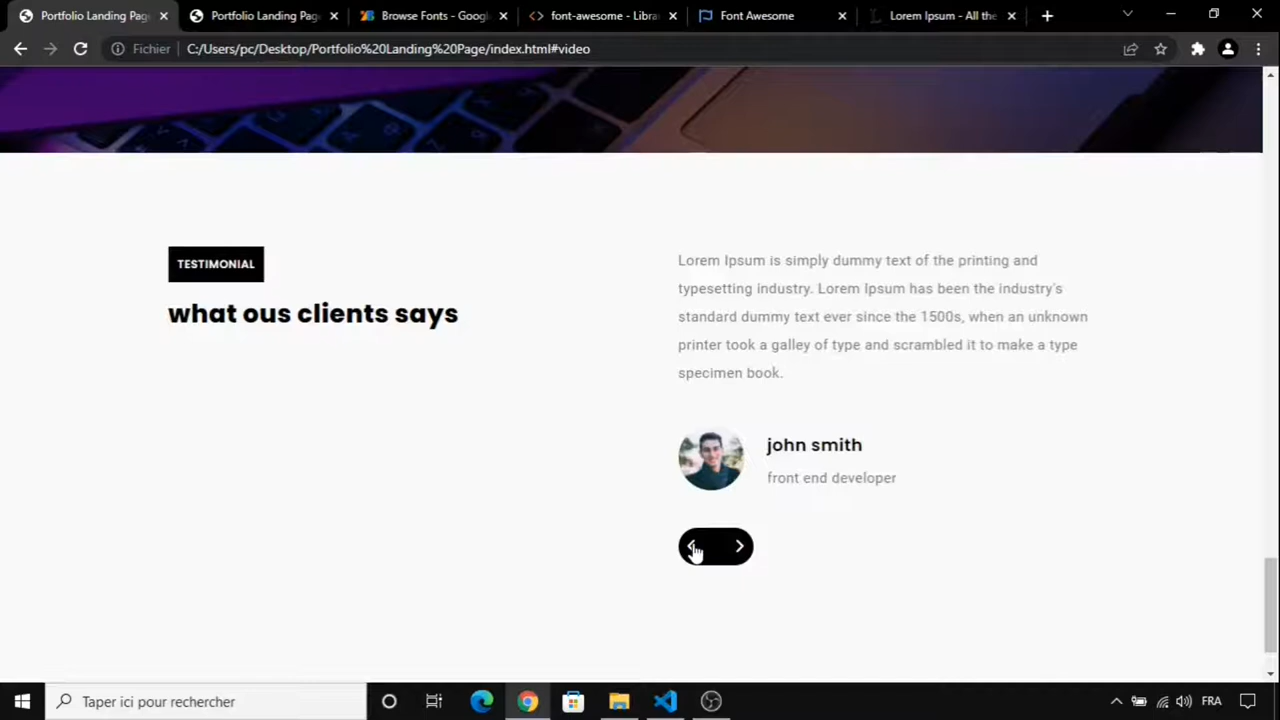 Portfolio Landing Page
Portfolio Landing Page
Browse Fonts - Googl
font-awesome - Librar
Font Awesome
Lorem Ipsum - All the
Fichier
C:/Users/pc/Desktop/Portfolio%20Landing%20Page/index.html#video
TESTIMONIAL
what ous clients says
Lorem Ipsum is simply dummy text of the printing and
typesetting industry. Lorem Ipsum has been the industry's
standard dummy text ever since the 1500s, when an unknown
printer took a galley of type and scrambled it to make a type
specimen book.
john smith
front end developer
Taper ici pour rechercher
FRA